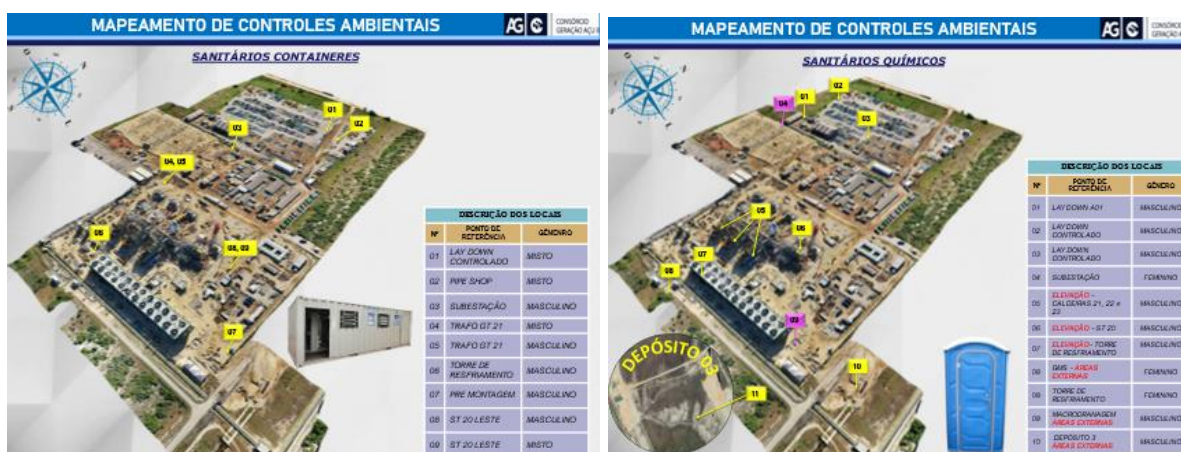 MAPEAMENTO DE CONTROLES AMBIENTAIS
AG
CONSÓRCIO
SANITÁRIOS CONTAINERES
01
02
03
04, 05
06
08, 09
07
DESCRIÇÃO DOS LOCAIS
Nº PONTO DE REFERÊNCIA GÊNENRO
01 LAY DOWN CONTROLADO MISTO
02 PIPE SHOP MISTO
03 SUBESTAÇÃO MASCULINO
04 TRAFO GT 21 MISTO
05 TRAFO GT 21 MASCULINO
06 TORRE DE RESFRIAMENTO MASCULINO
07 PRE MONTAGEM MASCULINO
08 ST 20 LESTE MASCULINO
09 ST 20 LESTE MISTO
MAPEAMENTO DE CONTROLES AMBIENTAIS
AG
SANITÁRIOS QUÍMICOS
02
04
01
03
05
06
07
08
09
10
11
DEPÓSITO 03
DESCRIÇÃO DOS LOCAIS
Nº PONTO DE REFERÊNCIA GÊNERO
01 LAY DOWN A01 MASCULINO
02 LAY DOWN CONTROLADO MASCULINO
03 LAY DOWN CONTROLADO MASCULINO
04 SUBESTAÇÃO FEMININO
05 ELEVAÇÃO - CALDEIRAS 21, 22 e 23 MASCULINO
06 ELEVAÇÃO - ST 20 MASCULINO
07 ELEVAÇÃO - TORRE DE RESFRIAMENTO MASCULINO
ÁREAS EXTERNAS FEMININO
TORRE DE RESFRIAMENTO FEMININO
09 MACRODRANAGEM ÁREAS EXTERNAS MASCULINO
10 DEPÓSITO 3 ÁREAS EXTERNAS MASCULINO